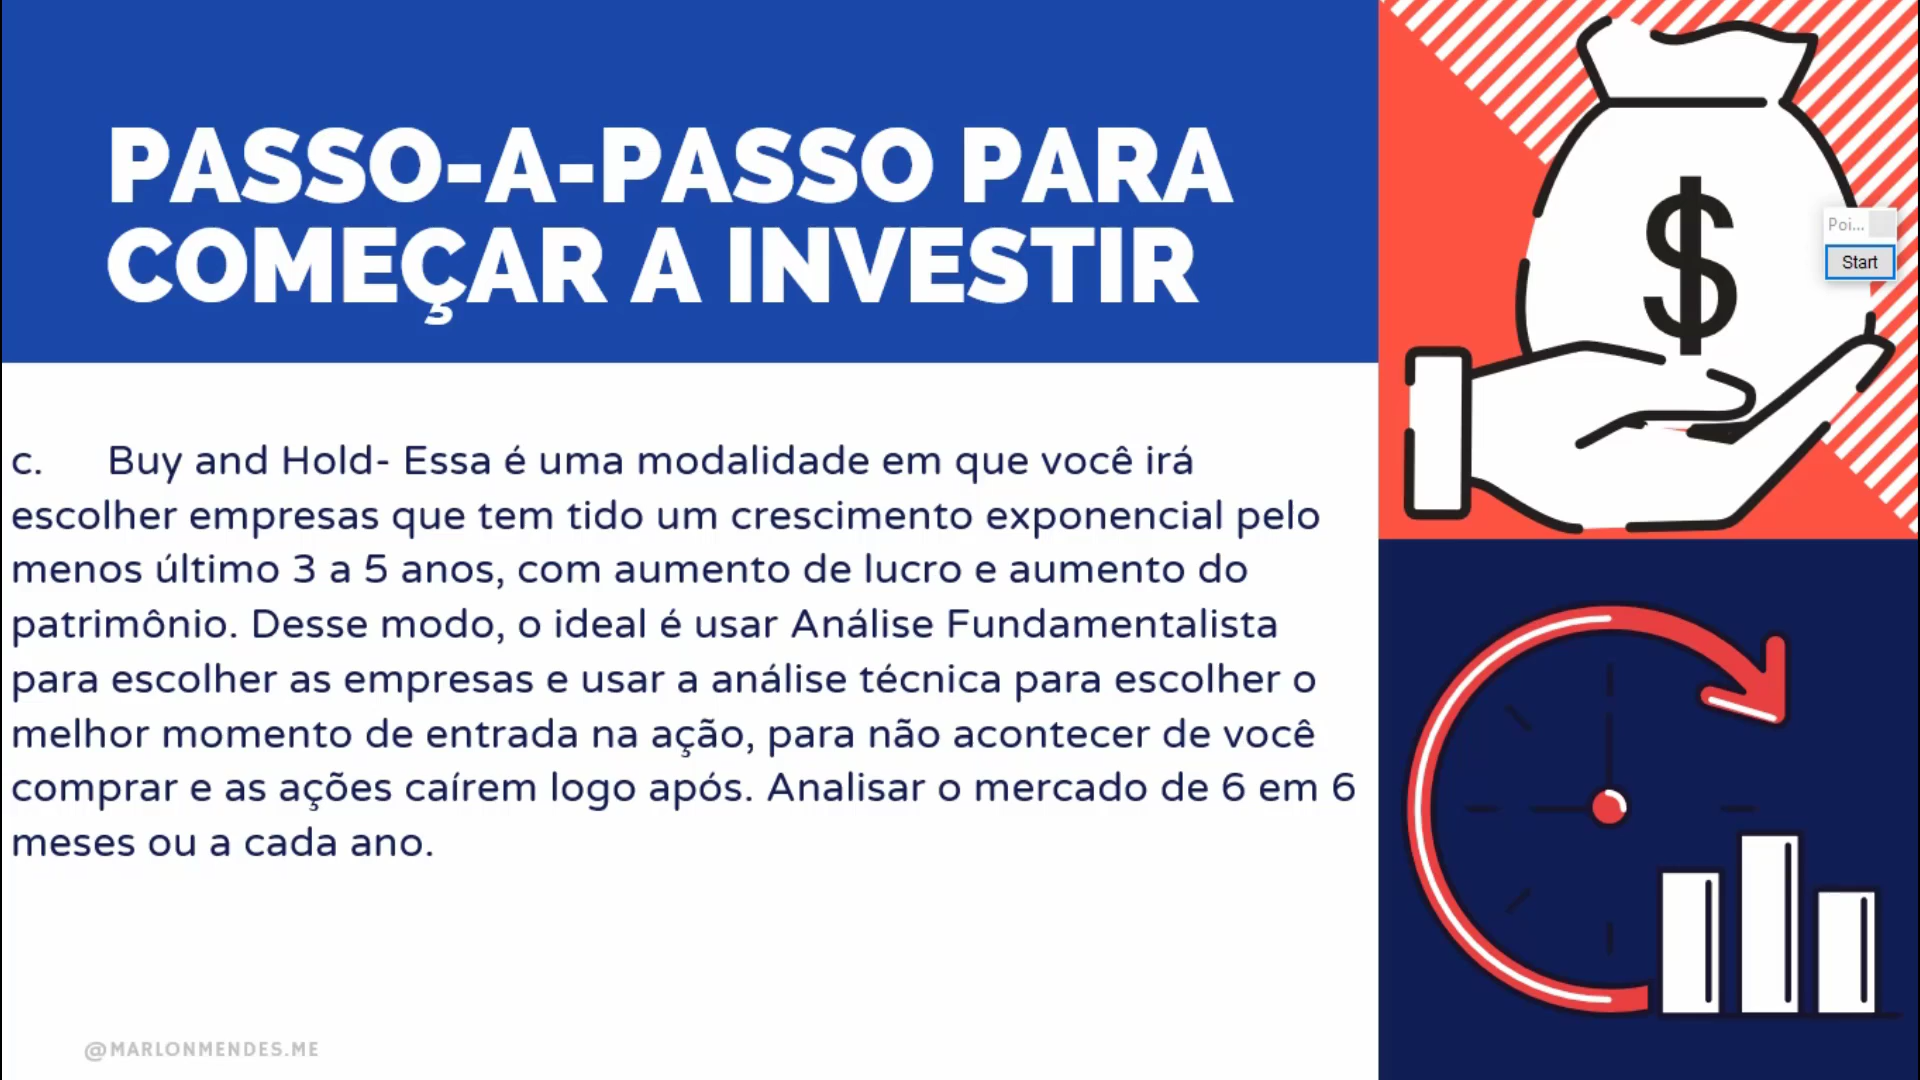 PASSO-A-PASSO PARA
COMEÇAR A INVESTIR
$
Poi...
Start
c. Buy and Hold- Essa é uma modalidade em que você irá
escolher empresas que tem tido um crescimento exponencial pelo
menos último 3 a 5 anos, com aumento de lucro e aumento do
patrimônio. Desse modo, o ideal é usar Análise Fundamentalista
para escolher as empresas e usar a análise técnica para escolher o
melhor momento de entrada na ação, para não acontecer de você
comprar e as ações caírem logo após. Analisar o mercado de 6 em 6
meses ou a cada ano.
@MARLONMENDES.ME